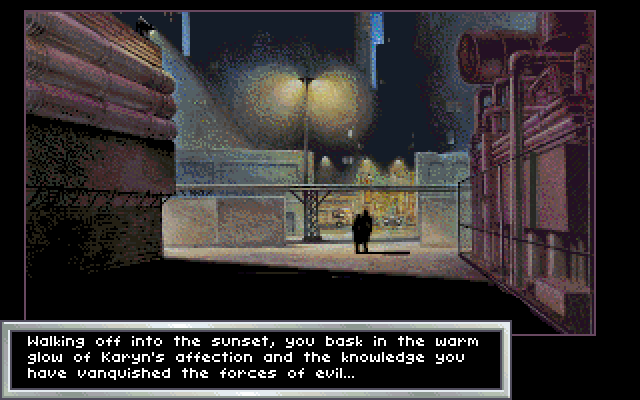 Walking off into the sunset, you bask in the warm
glow of Karyn's affection and the knowledge you
have vanquished the forces of evil...